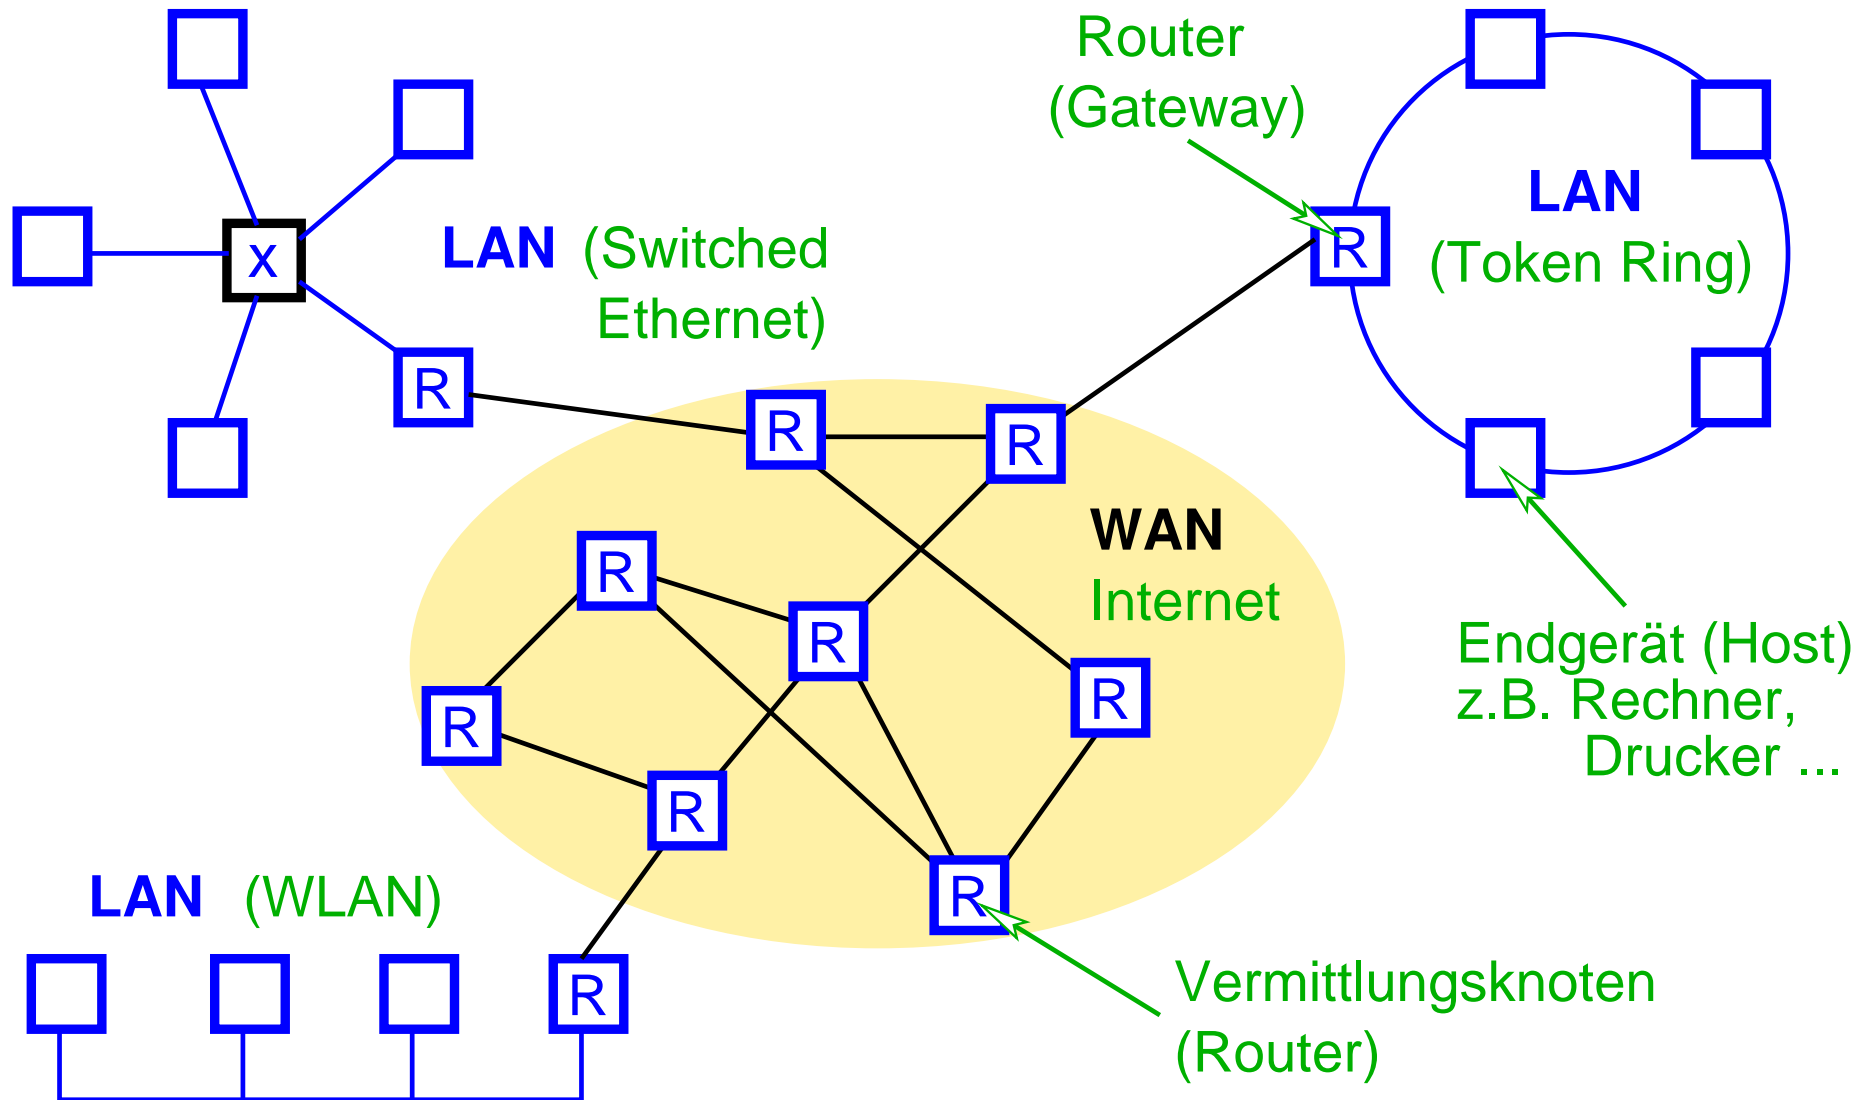 Router
(Gateway)
LAN
(Token Ring)
x
LAN (Switched
Ethernet)
R
R
R
R
WAN
Internet
R
R
R
R
R
R
Endgerät (Host)
z.B. Rechner,
Drucker ...
LAN (WLAN)
R
Vermittlungsknoten
(Router)